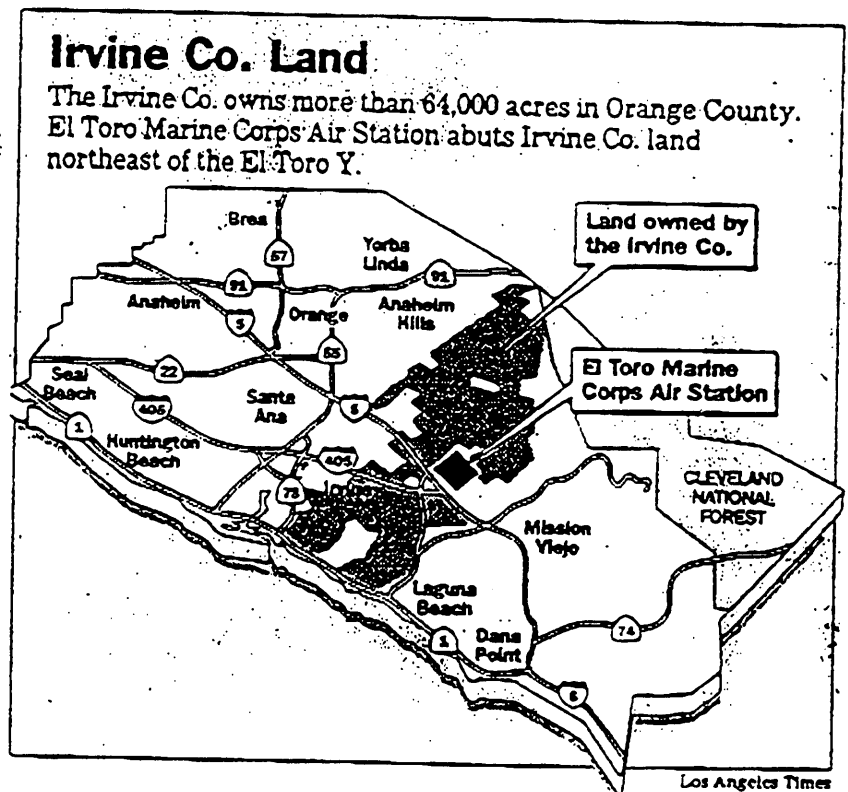 Irvine Co. Land
The Irvine Co. owns more than 64,000 acres in Orange County.
El Toro Marine Corps Air Station abuts Irvine Co. land
northeast of the El Toro Y.
Brea
57
Yorba
Linda
Land owned by
the Irvine Co.
91
91
Anaheim
Orange
Anaheim
Hills
5
55
22
El Toro Marine
Corps Air Station
Seal
Beach
405
Santa
Ana
5
1
Huntington
Beach
405
73
CLEVELAND
NATIONAL
FOREST
Mission
Viejo
Laguna
Beach
1
Dana
Point
74
5
Los Angeles Times